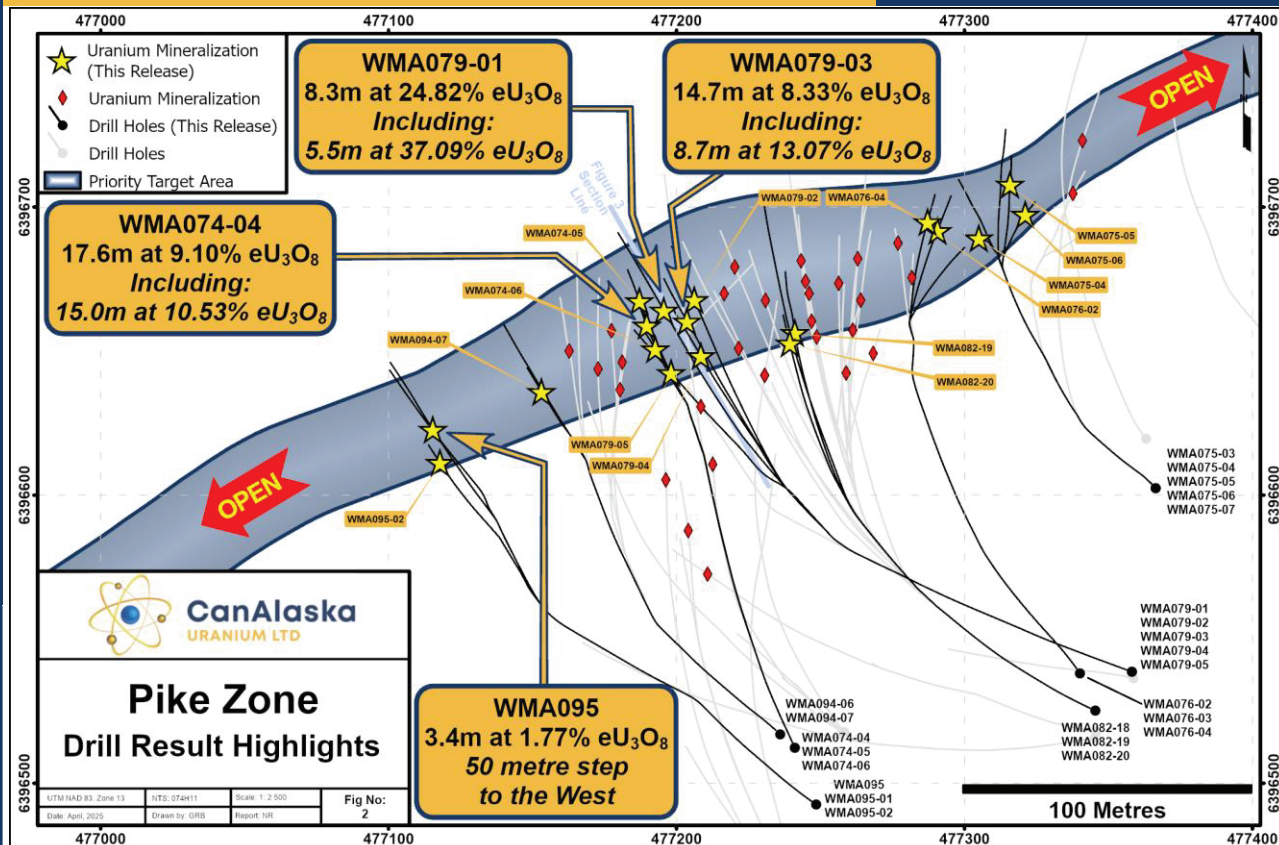 477000
477100
477200
477300
477400
Uranium Mineralization
(This Release)
Uranium Mineralization
Drill Holes (This Release)
Drill Holes
Priority Target Area
WMA079-01
8.3m at 24.82% eU₃O₈
Including:
5.5m at 37.09% eU₃O₈
WMA079-03
14.7m at 8.33% eU₃O₈
Including:
8.7m at 13.07% eU₃O₈
OPEN
6396700
6396700
WMA074-04
17.6m at 9.10% eU₃O₈
Including:
15.0m at 10.53% eU₃O₈
Figure 3
Section
Line
WMA079-02
WMA076-04
WMA074-05
WMA075-05
WMA075-06
WMA075-04
WMA076-02
WMA074-06
WMA094-07
WMA082-19
WMA082-20
WMA079-05
WMA079-04
WMA095-02
OPEN
WMA075-03
WMA075-04
WMA075-05
WMA075-06
WMA075-07
6396600
6396600
CanAlaska
URANIUM LTD
Pike Zone
Drill Result Highlights
UTM NAD 83. Zone 13
NTS: 074H11
Scale: 1: 2 500
Fig No:
2
Date: April, 2025
Drawn by: GRB
Report: NR
WMA095
3.4m at 1.77% eU₃O₈
50 metre step
to the West
WMA079-01
WMA079-02
WMA079-03
WMA079-04
WMA079-05
WMA076-02
WMA076-03
WMA076-04
WMA082-18
WMA082-19
WMA082-20
WMA094-06
WMA094-07
WMA074-04
WMA074-05
WMA074-06
WMA095
WMA095-01
WMA095-02
6396500
6396500
100 Metres
477000
477100
477200
477300
477400